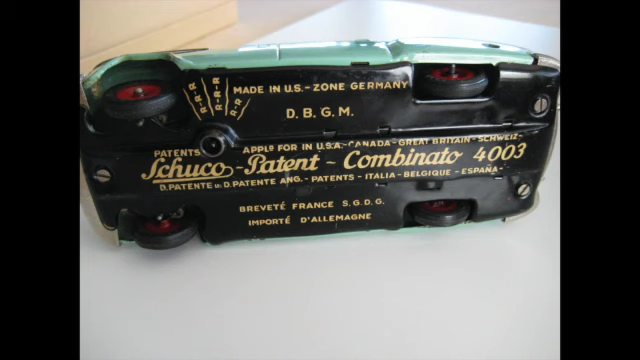 R-R-R R-R-R-R R-R-R-R R-R
MADE IN U.S.- ZONE GERMANY
D. B. G. M.
PATENTS APPLD FOR IN U.S.A.-CANADA-GREAT BRITAIN-SCHWEIZ-
Schuco-Patent ~ Combinato 4003
D.PATENTE u. D.PATENTE ANG.- PATENTS - ITALIA-BELGIQUE-ESPAÑA-
BREVETÉ FRANCE S.G.D.G.
IMPORTÉ D'ALLEMAGNE